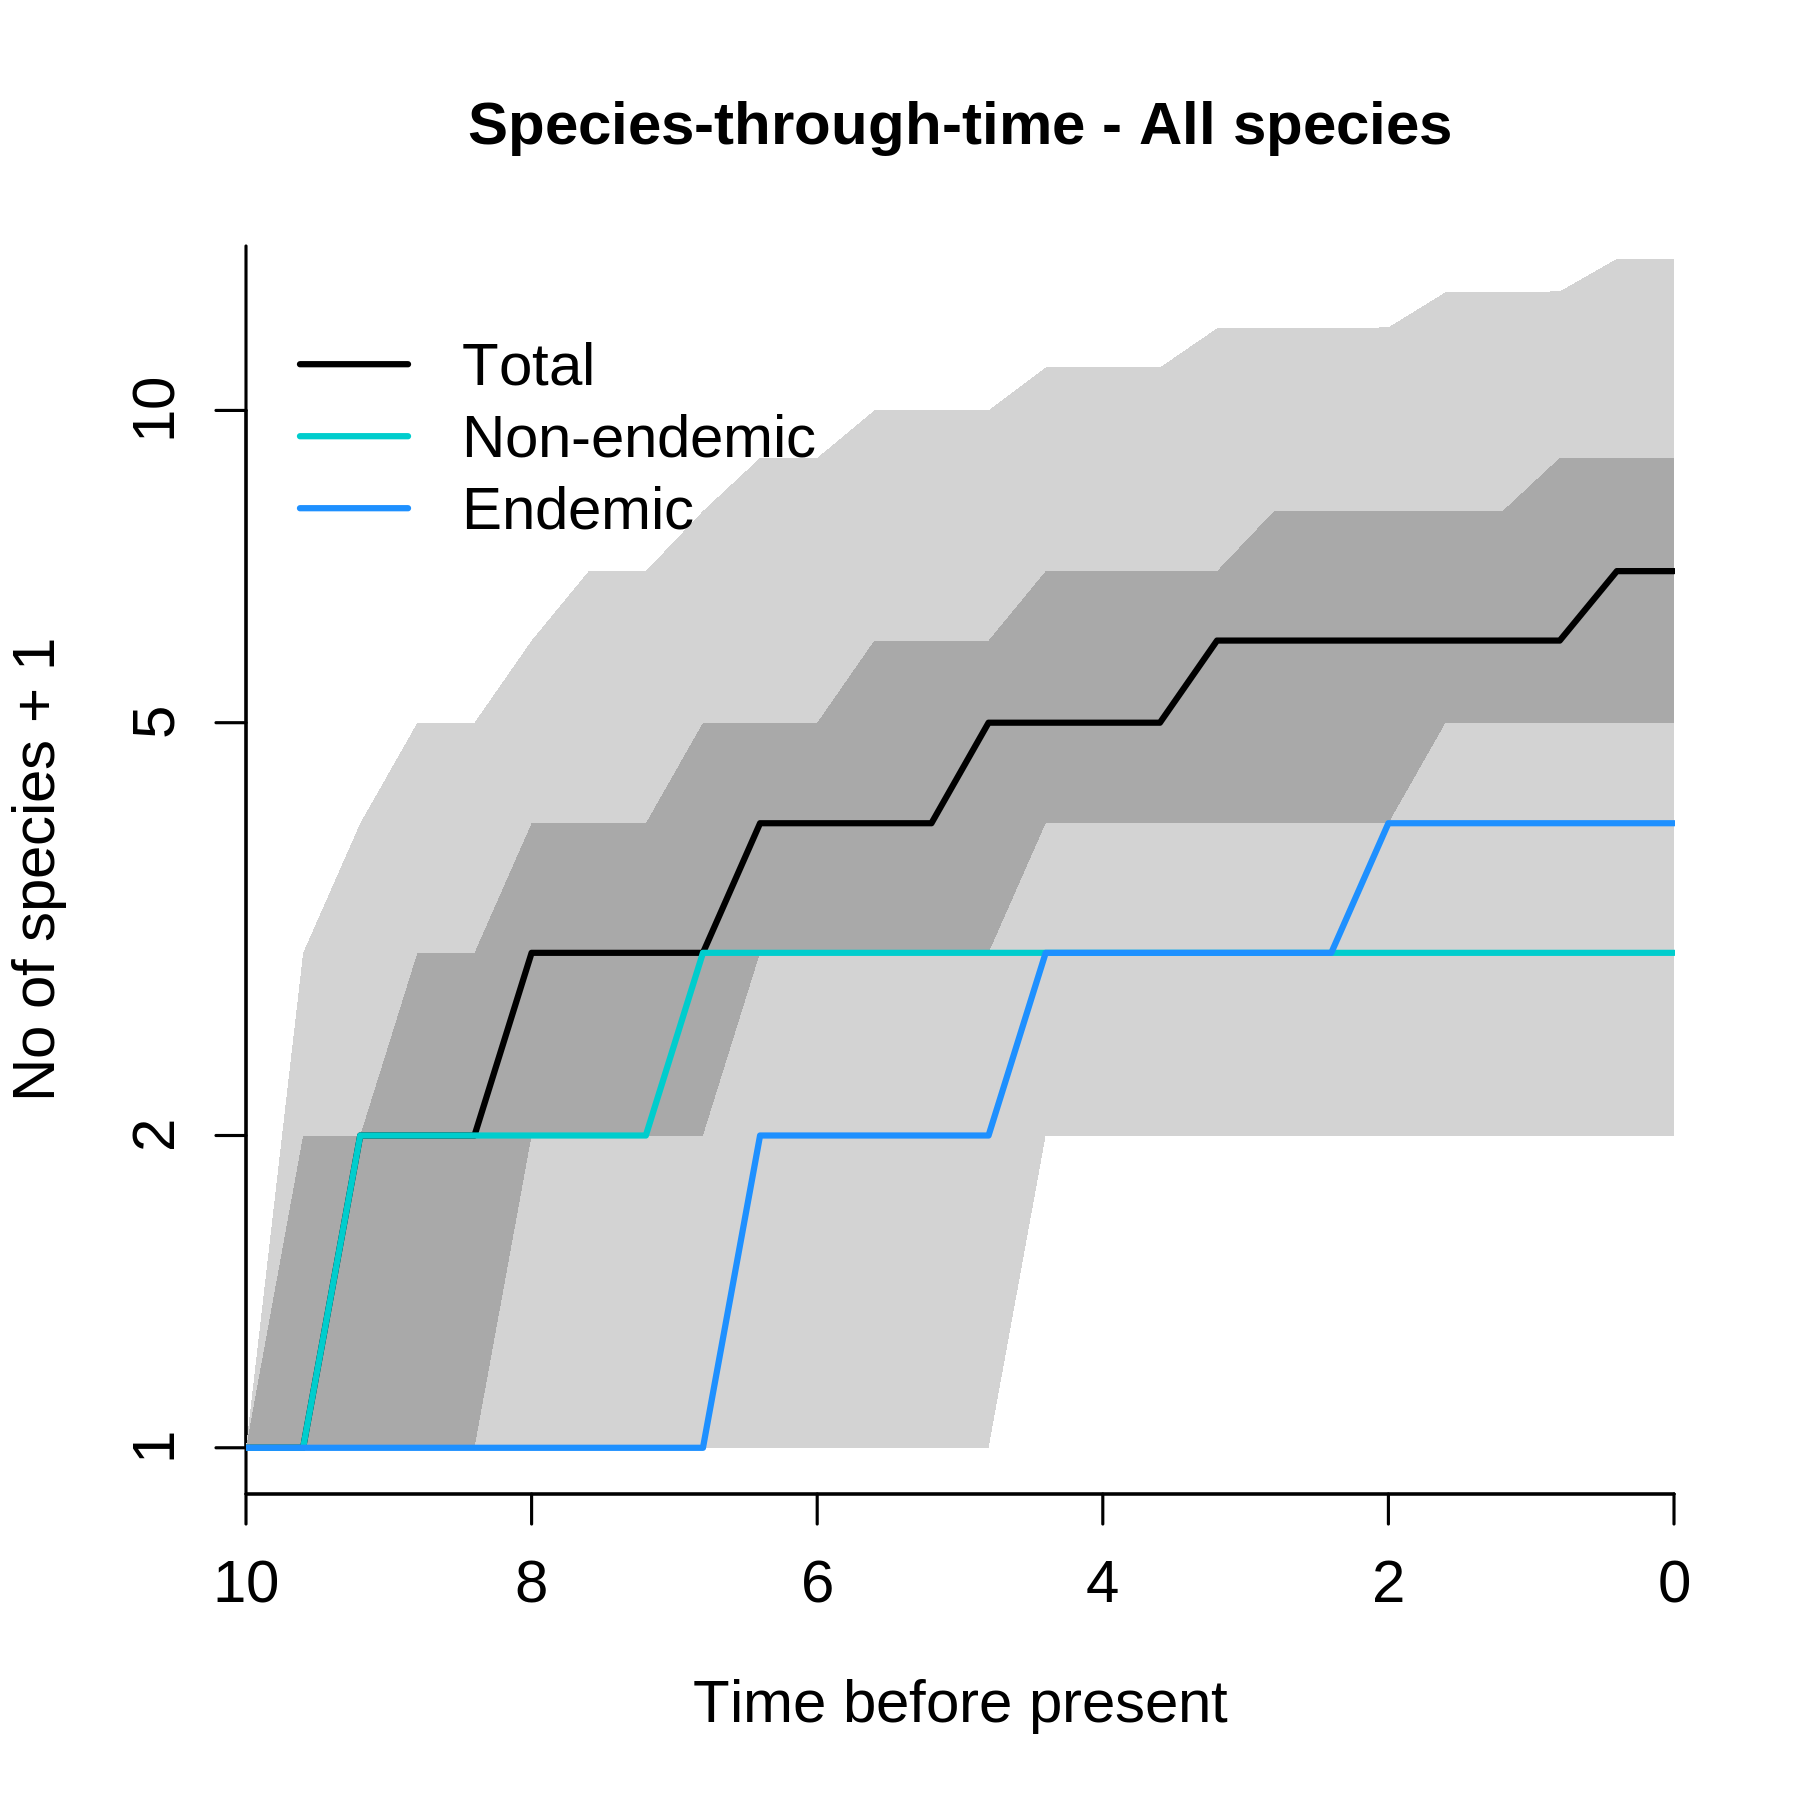 Species-through-time - All species
Total
Non-endemic
Endemic
No of species + 1
10
5
2
1
10 8 6 4 2 0
Time before present